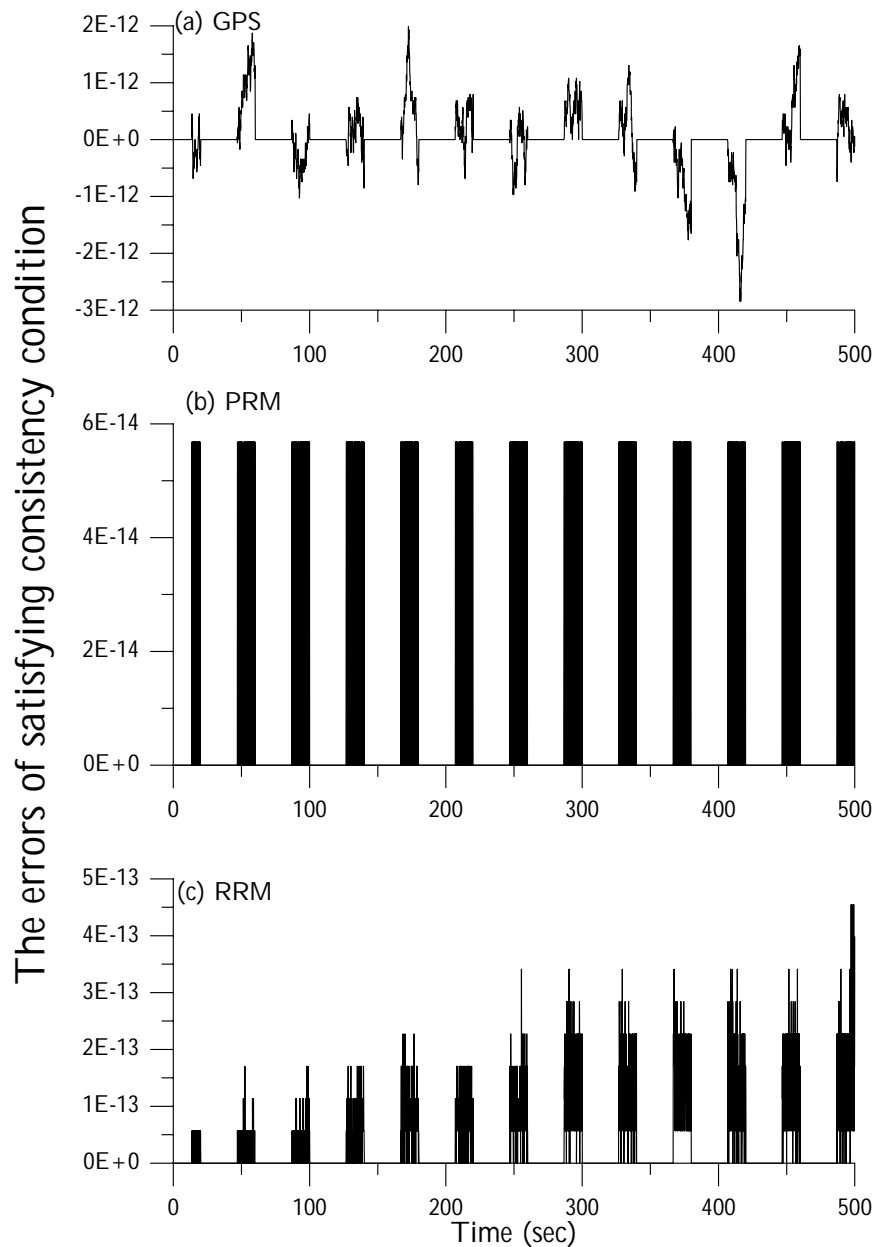 The errors of satisfying consistency condition
(a) GPS
2E-12
1E-12
0E+0
-1E-12
-2E-12
-3E-12
0 100 200 300 400 500
(b) PRM
6E-14
4E-14
2E-14
0E+0
0 100 200 300 400 500
(c) RRM
5E-13
4E-13
3E-13
2E-13
1E-13
0E+0
0 100 200 300 400 500
Time (sec)